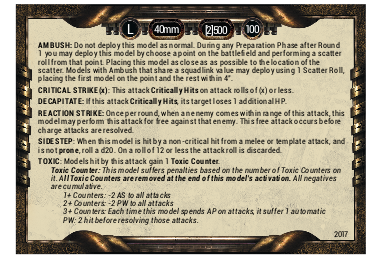 L 40mm [2]500 100
AMBUSH: Do not deploy this model as normal. During any Preparation Phase after Round
1 you may deploy this model by choose a point on the battlefield and performing a scatter
roll from that point. Placing this model as close as as possible to the location of the
scatter. Models with Ambush that share a squad link value may deploy using 1 Scatter Roll,
placing the first model on the point and the rest within 4".
CRITICAL STRIKE(x): This attack Critically Hits on attack rolls of (x) or less.
DECAPITATE: If this attack Critically Hits, its target loses 1 additional HP.
REACTION STRIKE: Once per round, when a enemy comes within range of this attack, this
model may perform this attack for free against that enemy. This free attack occurs before
charge attacks are resolved.
SIDESTEP: When this model is hit by a non-critical hit from a melee or template attack, and
is not prone, roll a d20. On a roll of 12 or less the attack roll is discarded.
TOXIC: Models hit by this attack gain 1 Toxic Counter.
Toxic Counter: This model suffers penalties based on the number of Toxic Counters on
it. All Toxic Counters are removed at the end of this model's activation. All negatives
are cumulative.
1+ Counters: -2 AS to all attacks
2+ Counters: -2 PW to all attacks
3+ Counters: Each time this model spends AP on attacks, it suffer 1 automatic
PW: 2 hit before resolving those attacks.
2017